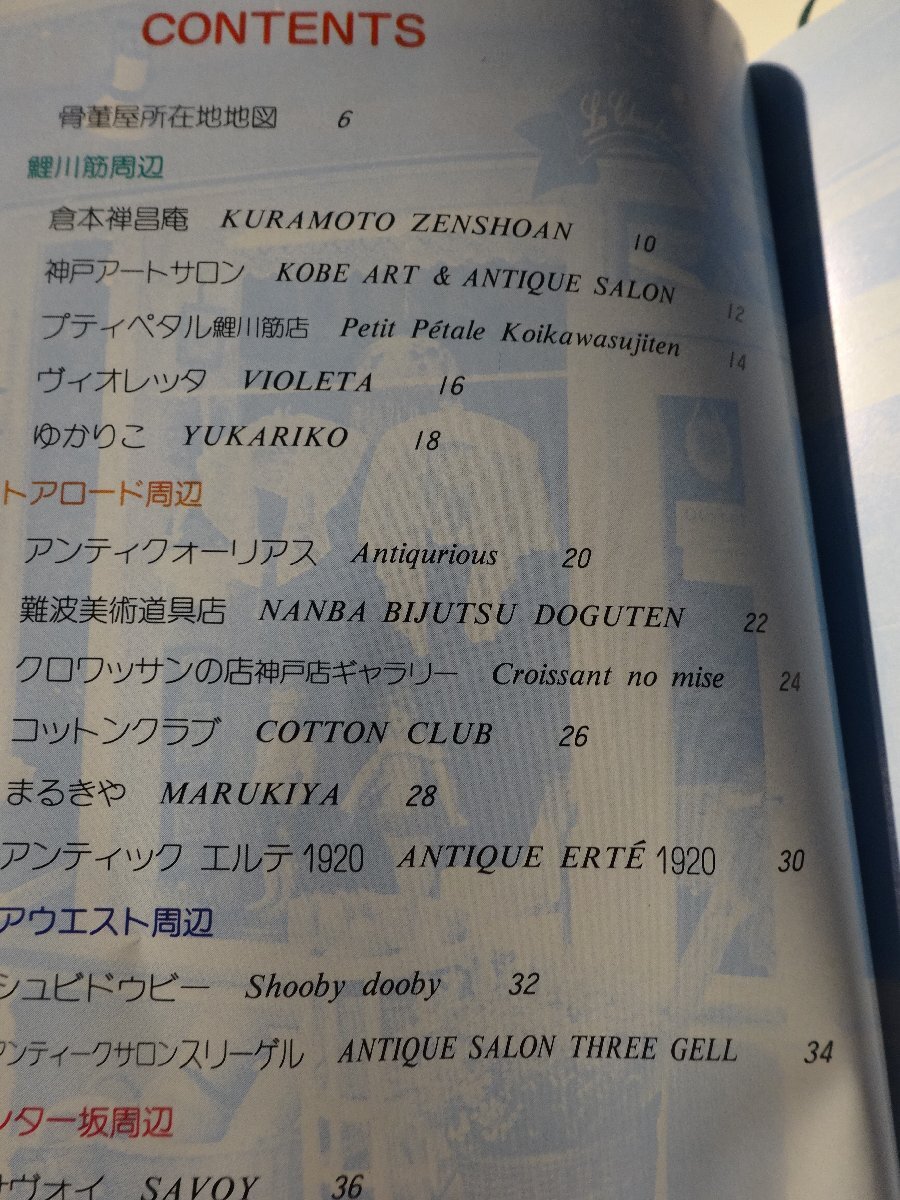 CONTENTS
骨董屋所在地地図 6
鯉川筋周辺
倉本禅昌庵 KURAMOTO ZENSHOAN 10
神戸アートサロン KOBE ART & ANTIQUE SALON 12
プティペタル鯉川筋店 Petit Pétale Koikawasujiten 14
ヴィオレッタ VIOLETA 16
ゆかりこ YUKARIKO 18
トアロード周辺
アンティクォーリアス Antiqurious 20
難波美術道具店 NANBA BIJUTSU DOGUTEN 22
クロワッサンの店神戸店ギャラリー Croissant no mise 24
コットンクラブ COTTON CLUB 26
まるきや MARUKIYA 28
アンティック エルテ1920 ANTIQUE ERTÉ 1920 30
アウエスト周辺
シュビドゥビー Shooby dooby 32
アンティークサロンスリーゲル ANTIQUE SALON THREE GELL 34
ンター坂周辺
サヴォイ SAVOY 36